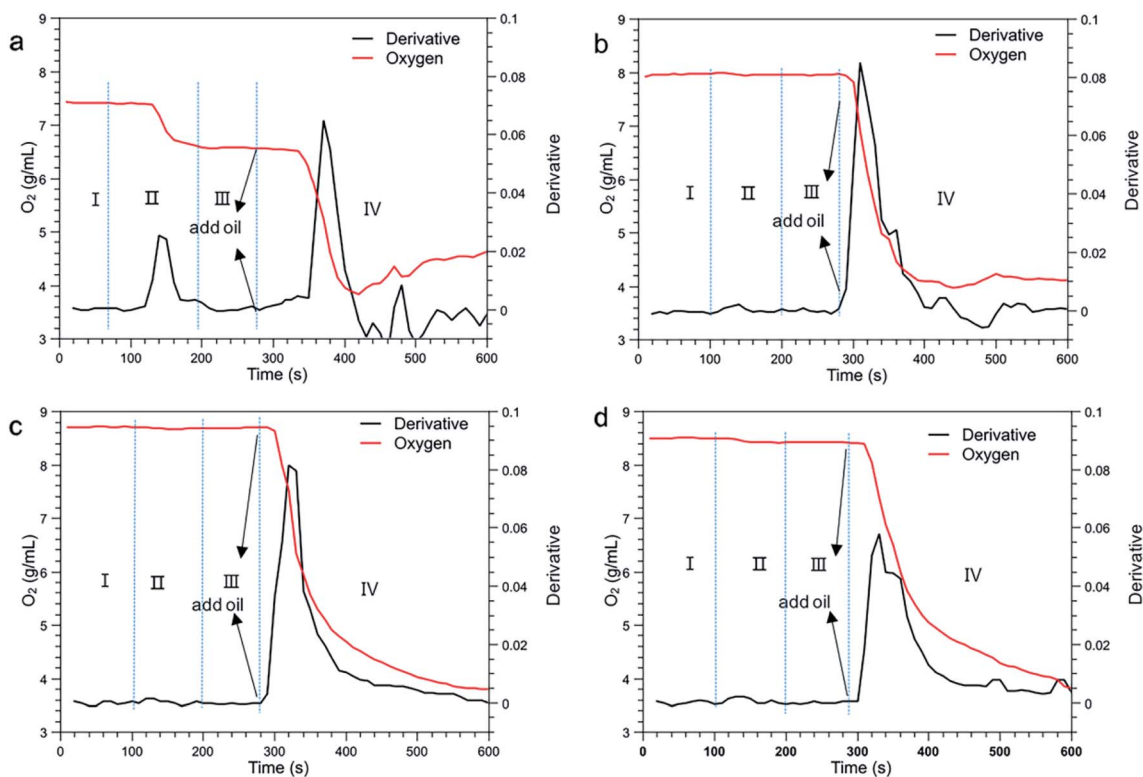 a
9
8
7
6
5
4
3
O₂ (g/mL)
0.1
0.08
0.06
0.04
0.02
0
Derivative
Derivative
Oxygen
I
II
III
IV
add oil
0
100
200
300
400
500
600
Time (s)
b
9
8
7
6
5
4
3
O₂ (g/mL)
0.1
0.08
0.06
0.04
0.02
0
Derivative
Derivative
Oxygen
I
II
III
IV
add oil
0
100
200
300
400
500
600
Time (s)
c
9
8
7
6
5
4
3
O₂ (g/mL)
0.1
0.08
0.06
0.04
0.02
0
Derivative
Derivative
Oxygen
I
II
III
IV
add oil
0
100
200
300
400
500
600
Time (s)
d
9
8
7
6
5
4
3
O₂ (g/mL)
0.1
0.08
0.06
0.04
0.02
0
Derivative
Derivative
Oxygen
I
II
III
IV
add oil
0
100
200
300
400
500
600
Time (s)